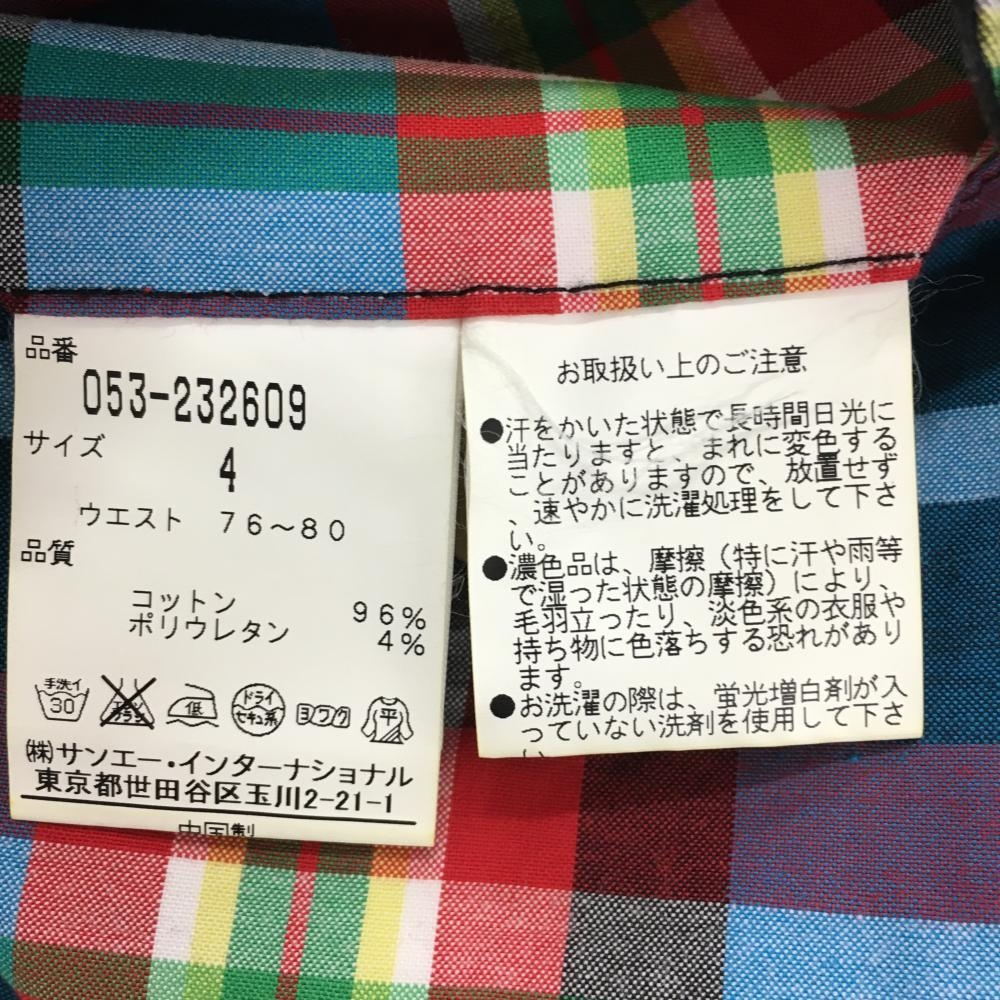 品番
053-232609
サイズ
4
ウエスト 76～80
品質
コットン 96%
ポリウレタン 4%
手洗イ 30 エンソサラシ 低 ドライ セキユ系 ヨワク 平
㈱サンエー・インターナショナル
東京都世田谷区玉川2-21-1
中国製
お取扱い上のご注意
●汗をかいた状態で長時間日光に
当たりますと、まれに変色する
ことがありますので、放置せず
、速やかに洗濯処理をして下さ
い。
●濃色品は、摩擦（特に汗や雨等
で湿った状態の摩擦）により、
毛羽立ったり、淡色系の衣服や
持ち物に色落ちする恐れがあり
ます。
●お洗濯の際は、蛍光増白剤が入
っていない洗剤を使用して下さ
い